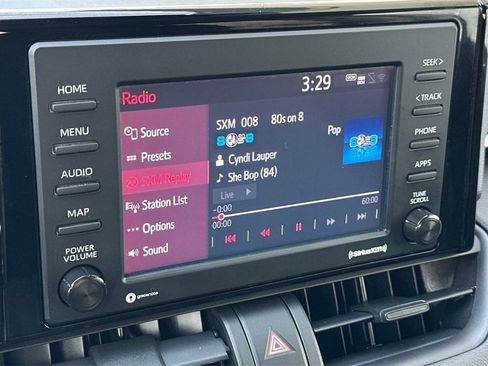 HOME
MENU
AUDIO
MAP
POWER
VOLUME
SEEK >
< TRACK
PHONE
APPS
TUNE
SCROLL
3:29
DCM
Radio
Source
Presets
SXM Replay
Station List
Options
Sound
SXM 008 80s on 8
Pop
Cyndi Lauper
She Bop (84)
Live
-0:00
60:00
00:00
gracenote
((SiriusXM))